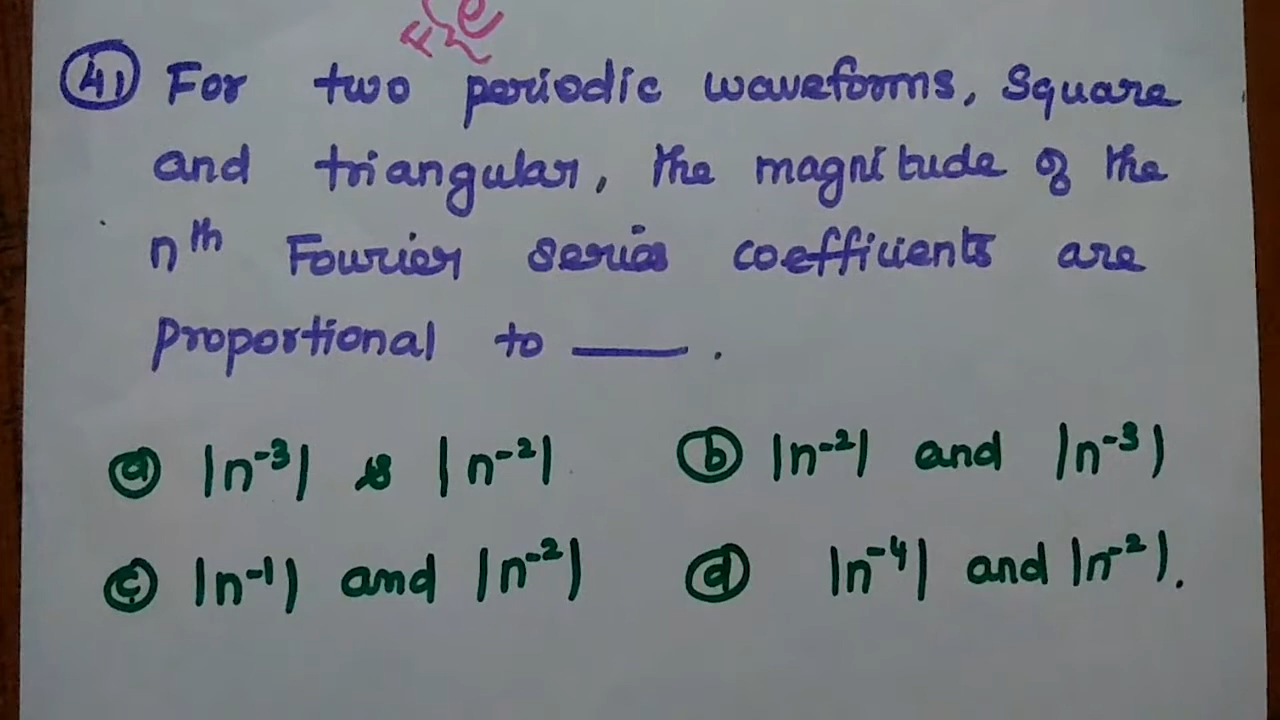 41) For two periodic waveforms, Square
and triangular, the magnitude of the
nth Fourier series coefficients are
proportional to ____ .
a) |n⁻³| & |n⁻²|
b) |n⁻²| and |n⁻³|
c) |n⁻¹| and |n⁻²|
d) |n⁻⁴| and |n⁻²|.